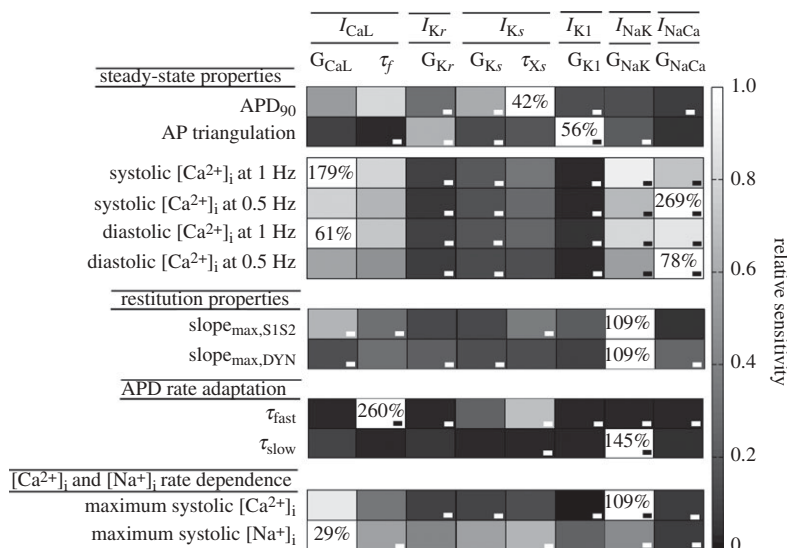 I_CaL I_Kr I_Ks I_K1 I_NaK I_NaCa
G_CaL τ_f G_Kr G_Ks τ_Xs G_K1 G_NaK G_NaCa
steady-state properties
1.0
APD₉₀ 42%
AP triangulation 56%
systolic [Ca²⁺]ᵢ at 1 Hz 179%
0.8
systolic [Ca²⁺]ᵢ at 0.5 Hz 269%
diastolic [Ca²⁺]ᵢ at 1 Hz 61%
diastolic [Ca²⁺]ᵢ at 0.5 Hz 78%
0.6
relative sensitivity
restitution properties
slope_max,S1S2 109%
slope_max,DYN 109%
0.4
APD rate adaptation
τ_fast 260%
τ_slow 145%
0.2
[Ca²⁺]ᵢ and [Na⁺]ᵢ rate dependence
maximum systolic [Ca²⁺]ᵢ 109%
maximum systolic [Na⁺]ᵢ 29%
0